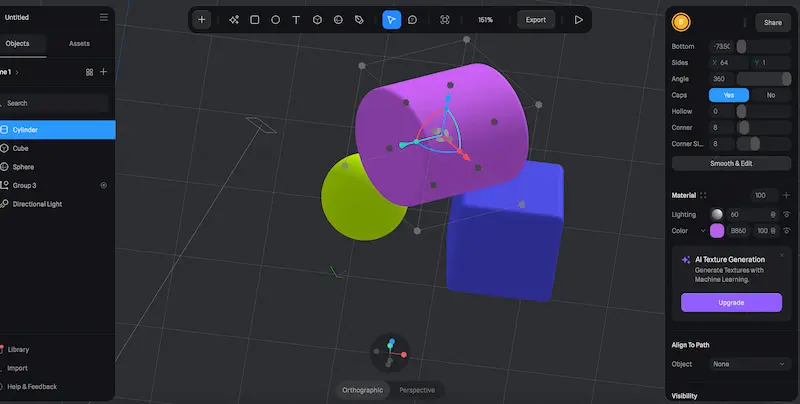 Untitled
Objects
Assets
ne 1
Search
Cylinder
Cube
Sphere
Group 3
Directional Light
Library
Import
Help & Feedback
T
151%
Export
Orthographic
Perspective
B
Share
Bottom -73.5
Sides X 64 Y 1
Angle 360
Caps Yes No
Hollow 0
Corner 8
Corner Si... 8
Smooth & Edit
Material 100
Lighting 60
Color B860 100
AI Texture Generation
Generate Textures with
Machine Learning.
Upgrade
Align To Path
Object None
Visibility